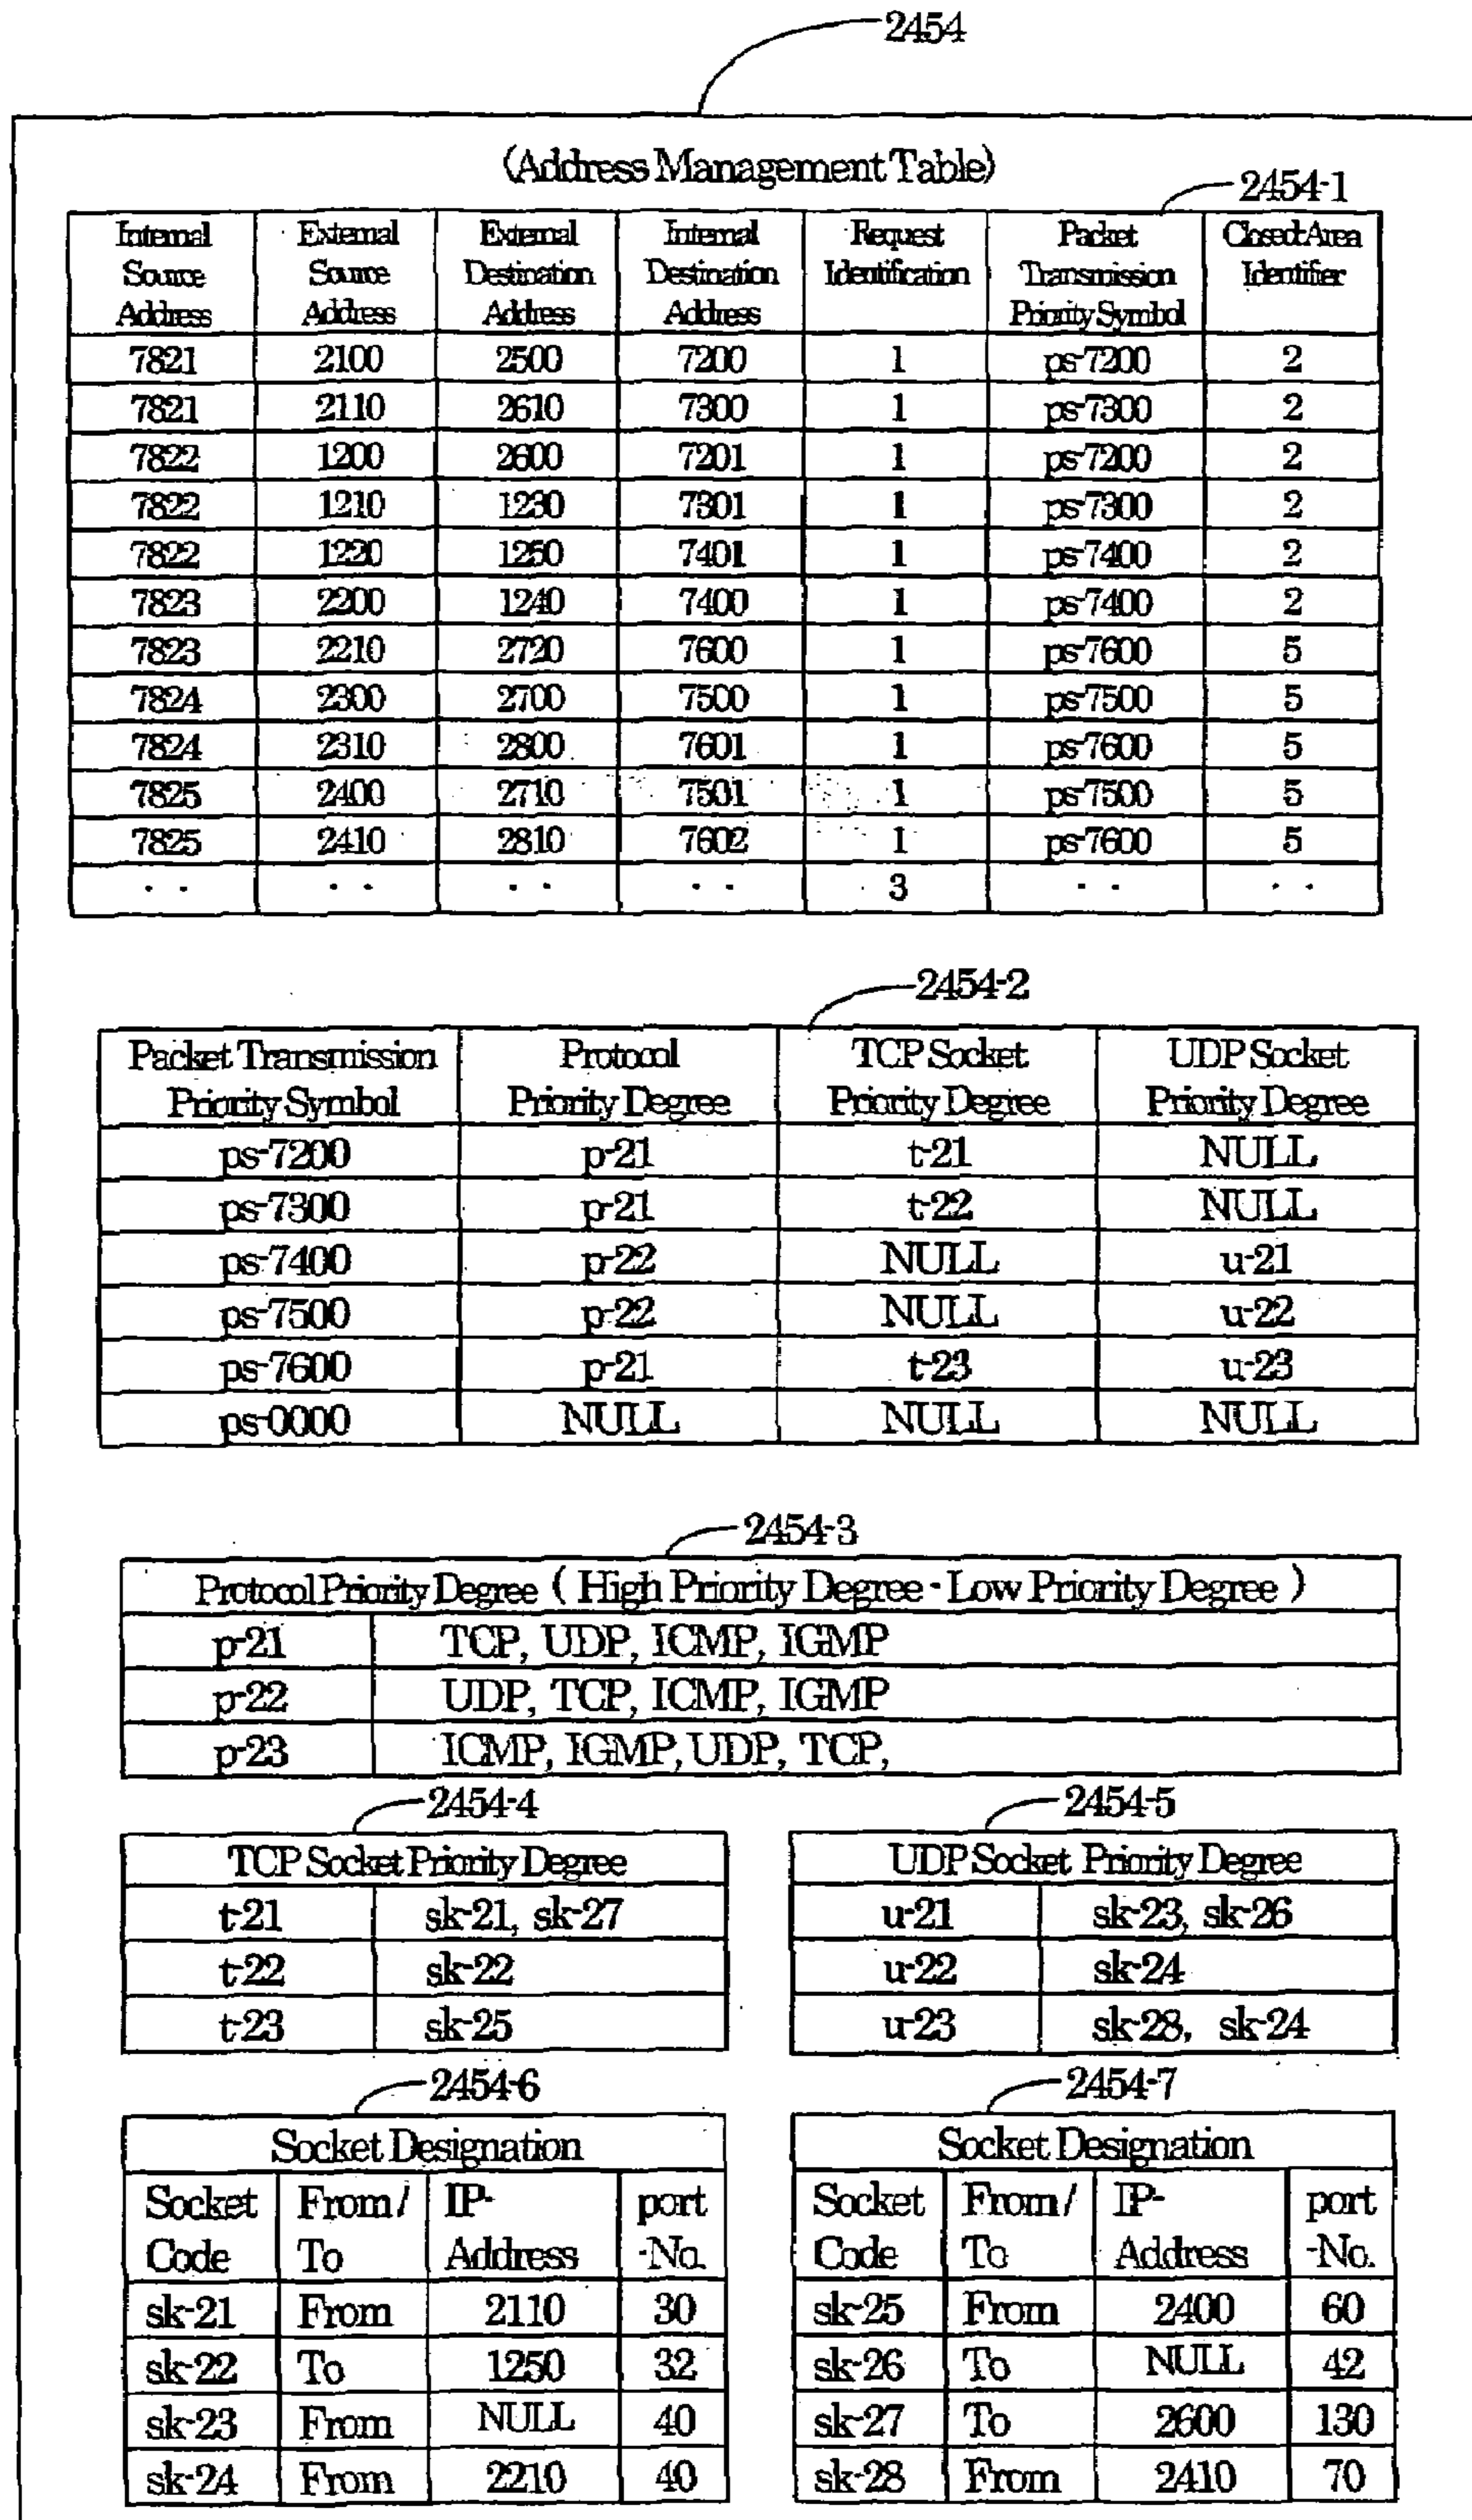 2454
(Address Management Table)
2454-1
Internal Source Address External Source Address External Destination Address Internal Destination Address Request Identification Packet Transmission Priority Symbol Closed-Area Identifier
7821 2100 2500 7200 1 ps-7200 2
7821 2110 2610 7300 1 ps-7300 2
7822 1200 2600 7201 1 ps-7200 2
7822 1210 1230 7301 1 ps-7300 2
7822 1220 1250 7401 1 ps-7400 2
7823 2200 1240 7400 1 ps-7400 2
7823 2210 2720 7600 1 ps-7600 5
7824 2300 2700 7500 1 ps-7500 5
7824 2310 2800 7601 1 ps-7600 5
7825 2400 2710 7501 1 ps-7500 5
7825 2410 2810 7602 1 ps-7600 5
. . . . . . . . 3 . . . .
2454-2
Packet Transmission Priority Symbol Protocol Priority Degree TCP Socket Priority Degree UDP Socket Priority Degree
ps-7200 p-21 t-21 NULL
ps-7300 p-21 t-22 NULL
ps-7400 p-22 NULL u-21
ps-7500 p-22 NULL u-22
ps-7600 p-21 t-23 u-23
ps-0000 NULL NULL NULL
2454-3
Protocol Priority Degree ( High Priority Degree - Low Priority Degree )
p-21 TCP, UDP, ICMP, IGMP
p-22 UDP, TCP, ICMP, IGMP
p-23 ICMP, IGMP, UDP, TCP,
2454-4
TCP Socket Priority Degree
t-21 sk-21, sk-27
t-22 sk-22
t-23 sk-25
2454-5
UDP Socket Priority Degree
u-21 sk-23, sk-26
u-22 sk-24
u-23 sk-28, sk-24
2454-6
Socket Designation
Socket Code From/ To IP- Address port -No.
sk-21 From 2110 30
sk-22 To 1250 32
sk-23 From NULL 40
sk-24 From 2210 40
2454-7
Socket Designation
Socket Code From/ To IP- Address port -No.
sk-25 From 2400 60
sk-26 To NULL 42
sk-27 To 2600 130
sk-28 From 2410 70